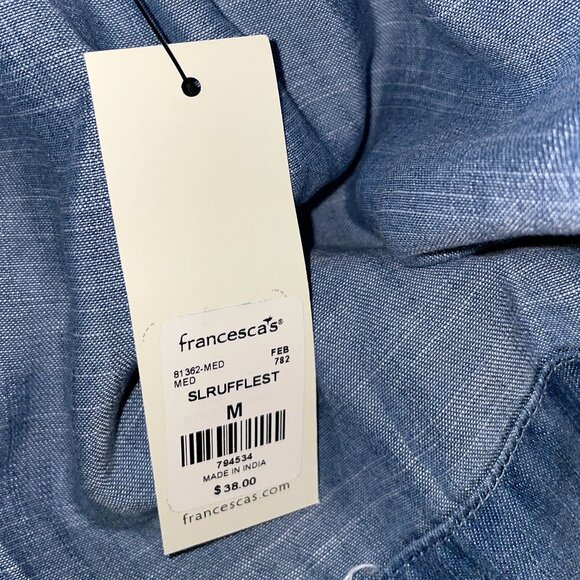 francesca's®
81362-MED FEB
MED 782
SLRUFFLEST
M
794534
MADE IN INDIA
$ 38.00
francescas.com